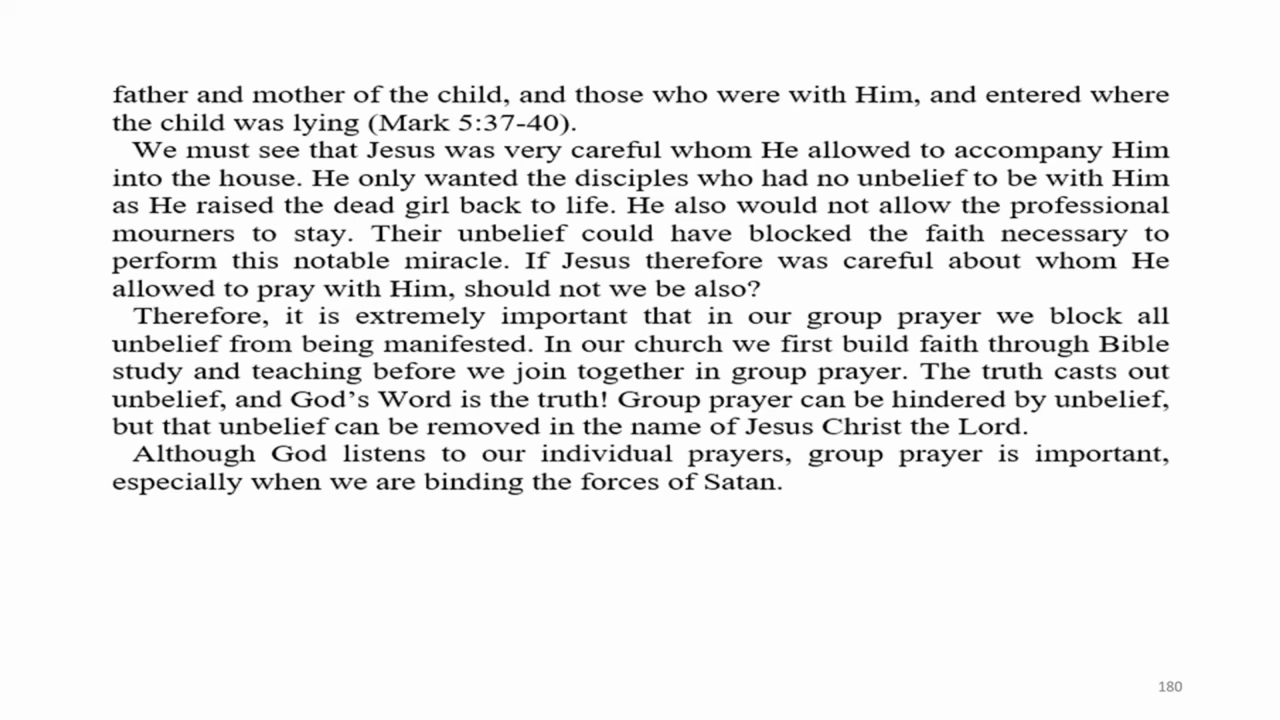 father and mother of the child, and those who were with Him, and entered where
the child was lying (Mark 5:37-40).
We must see that Jesus was very careful whom He allowed to accompany Him
into the house. He only wanted the disciples who had no unbelief to be with Him
as He raised the dead girl back to life. He also would not allow the professional
mourners to stay. Their unbelief could have blocked the faith necessary to
perform this notable miracle. If Jesus therefore was careful about whom He
allowed to pray with Him, should not we be also?
Therefore, it is extremely important that in our group prayer we block all
unbelief from being manifested. In our church we first build faith through Bible
study and teaching before we join together in group prayer. The truth casts out
unbelief, and God’s Word is the truth! Group prayer can be hindered by unbelief,
but that unbelief can be removed in the name of Jesus Christ the Lord.
Although God listens to our individual prayers, group prayer is important,
especially when we are binding the forces of Satan.
180